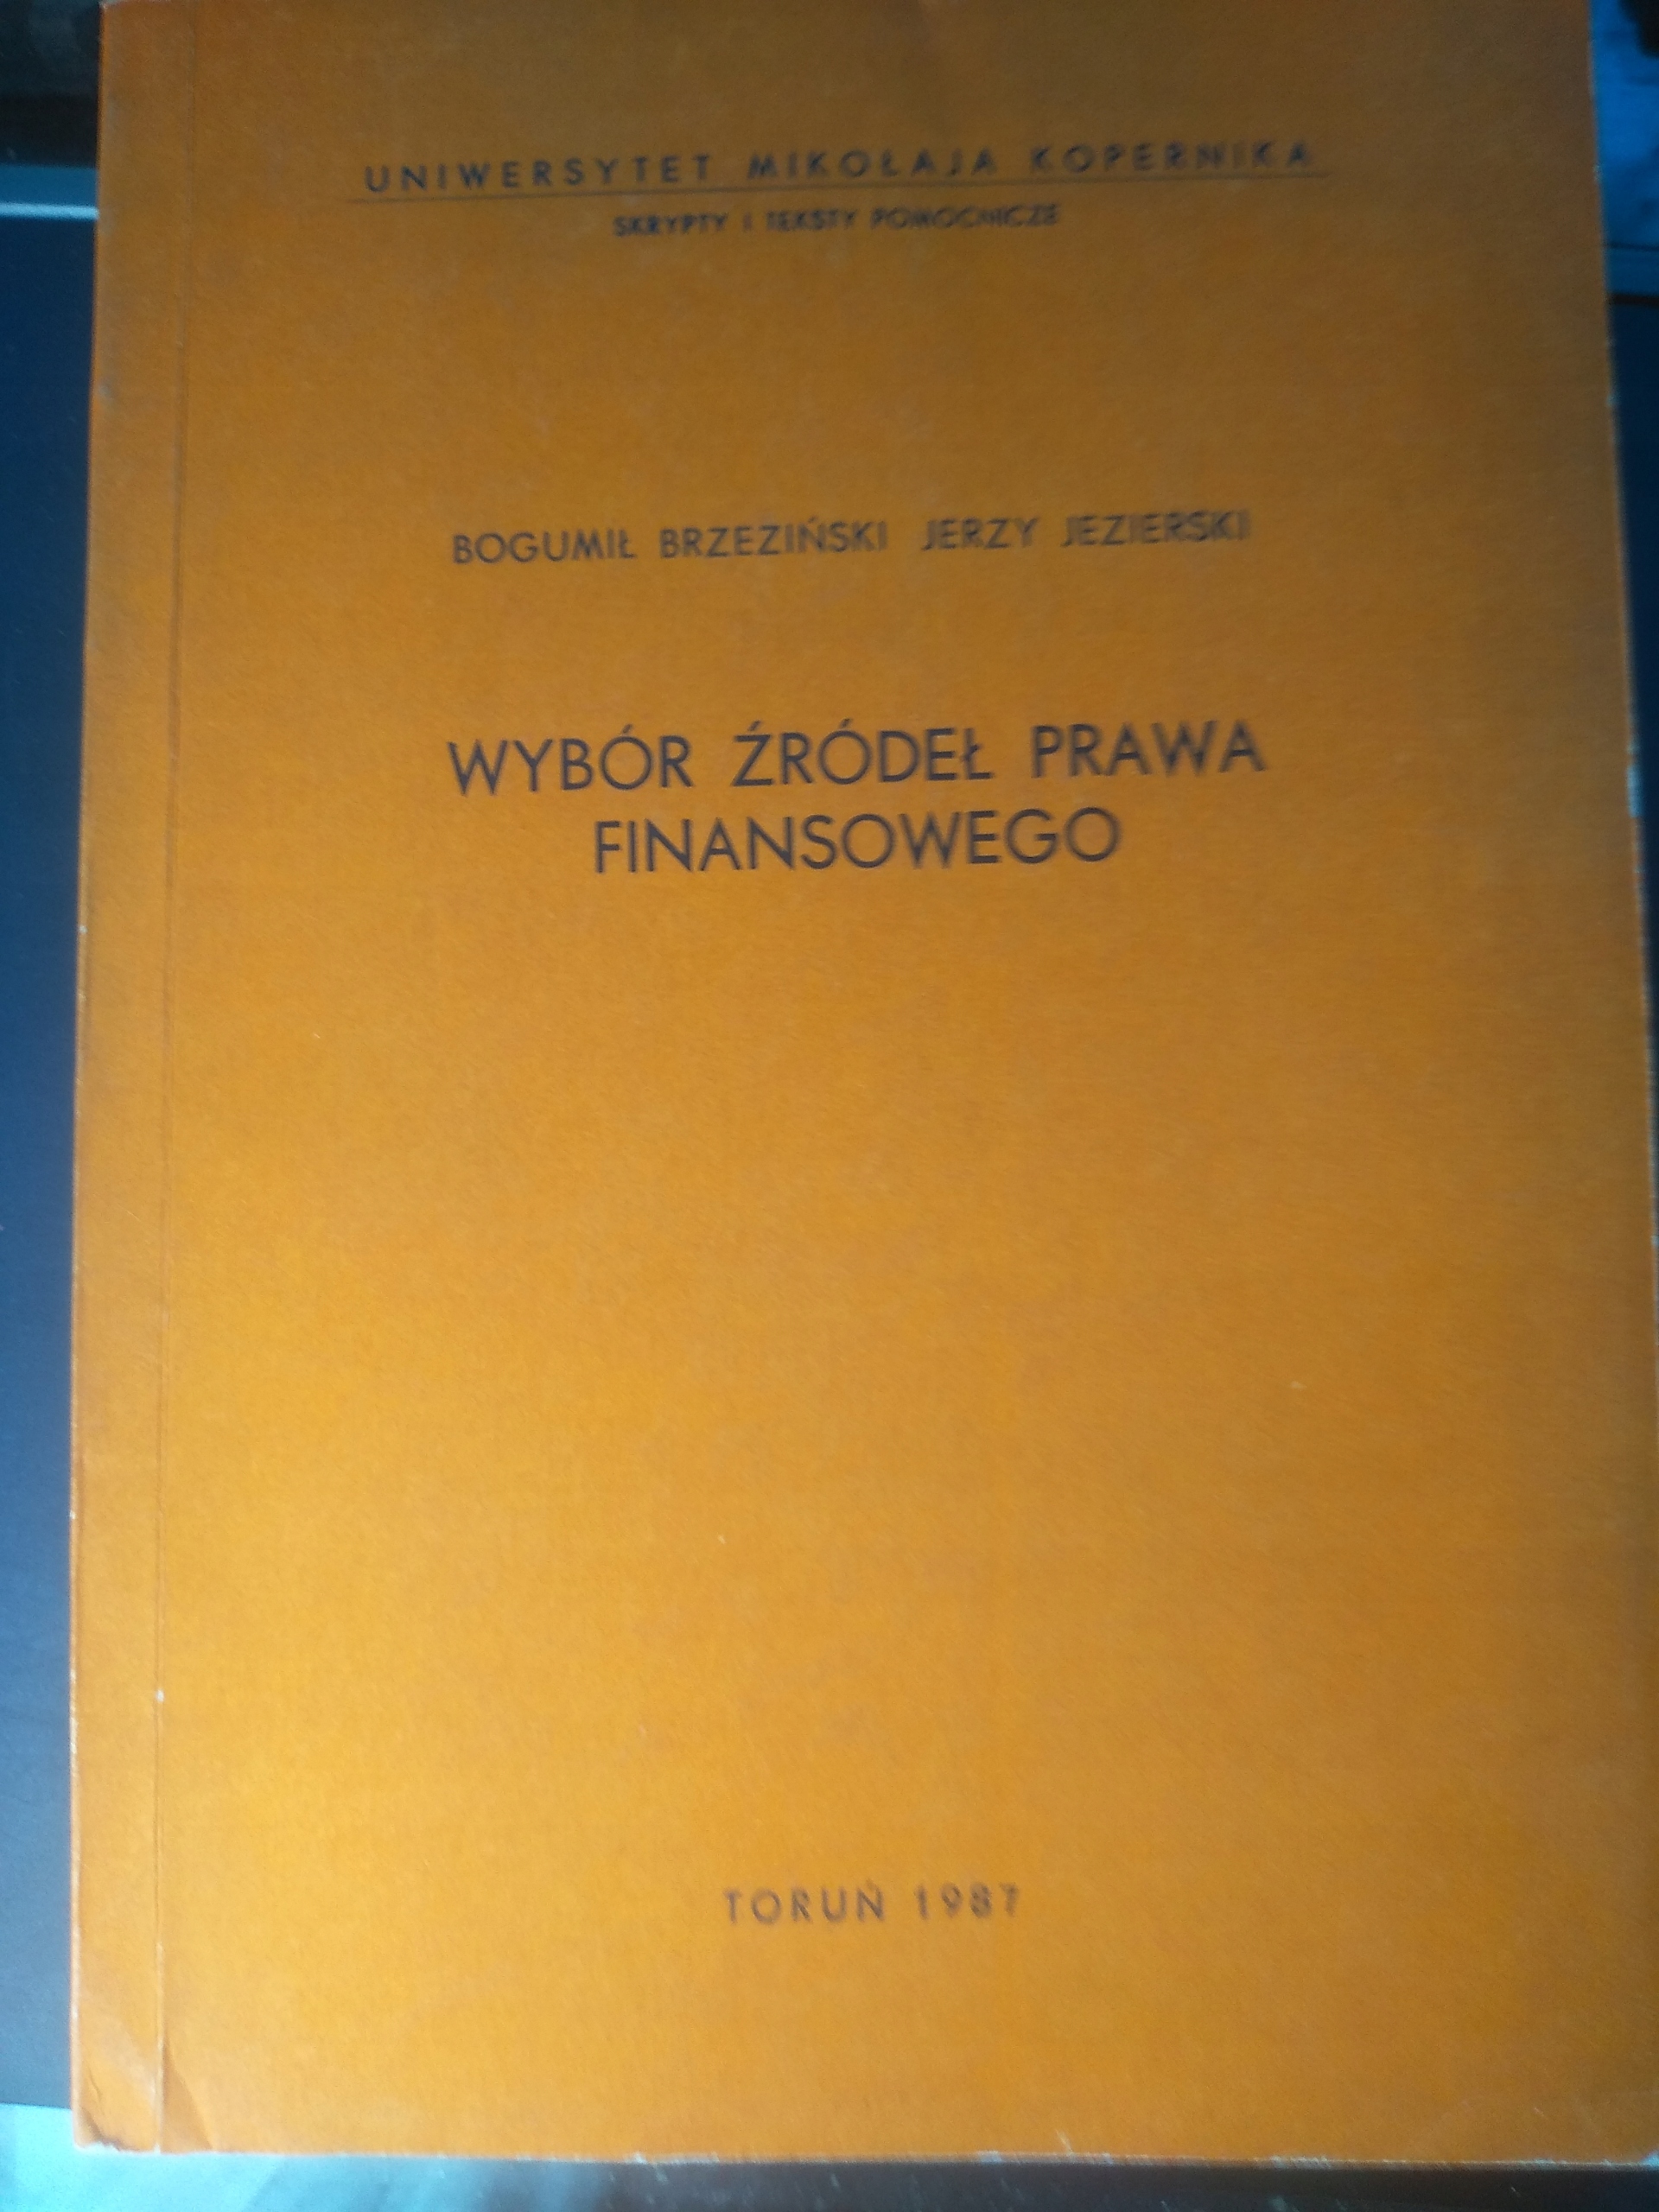 UNIWERSYTET MIKOŁAJA KOPERNIKA
SKRYPTY I TEKSTY POMOCNICZE
BOGUMIŁ BRZEZIŃSKI JERZY JEZIERSKI
WYBÓR ŹRÓDEŁ PRAWA
FINANSOWEGO
TORUŃ 1987